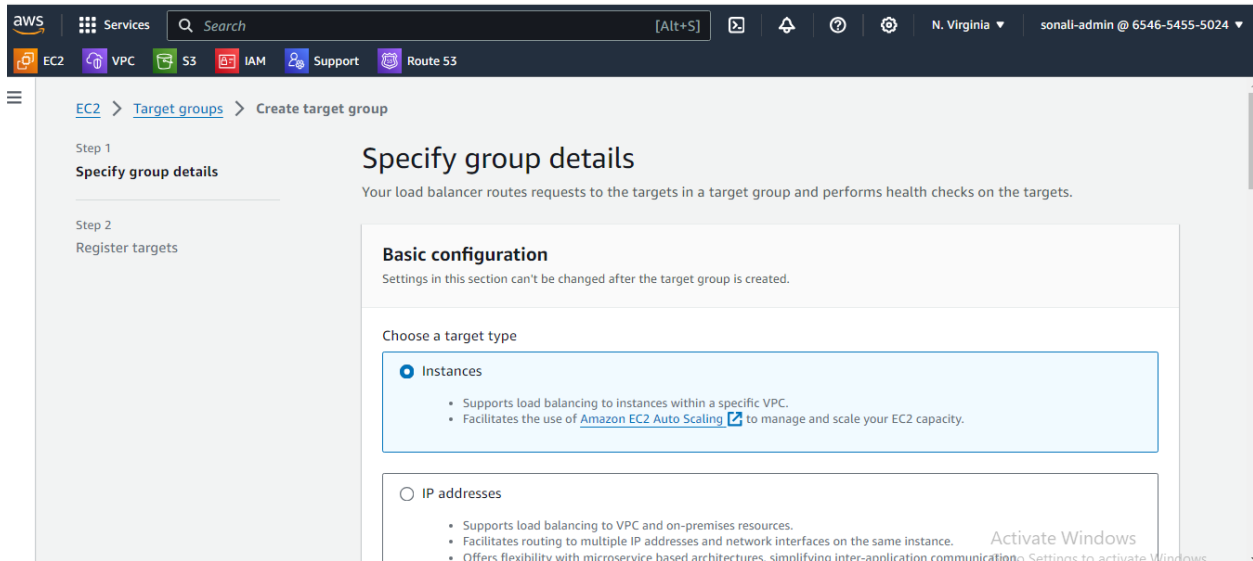 aws Services Search [Alt+S] N. Virginia sonali-admin @ 6546-5455-5024
EC2 VPC S3 IAM Support Route 53
EC2 > Target groups > Create target group
Step 1
Specify group details
Step 2
Register targets
Specify group details
Your load balancer routes requests to the targets in a target group and performs health checks on the targets.
Basic configuration
Settings in this section can't be changed after the target group is created.
Choose a target type
Instances
• Supports load balancing to instances within a specific VPC.
• Facilitates the use of Amazon EC2 Auto Scaling to manage and scale your EC2 capacity.
IP addresses
• Supports load balancing to VPC and on-premises resources.
• Facilitates routing to multiple IP addresses and network interfaces on the same instance.
• Offers flexibility with microservice based architectures, simplifying inter-application communication.
Activate Windows
to Settings to activate Windows